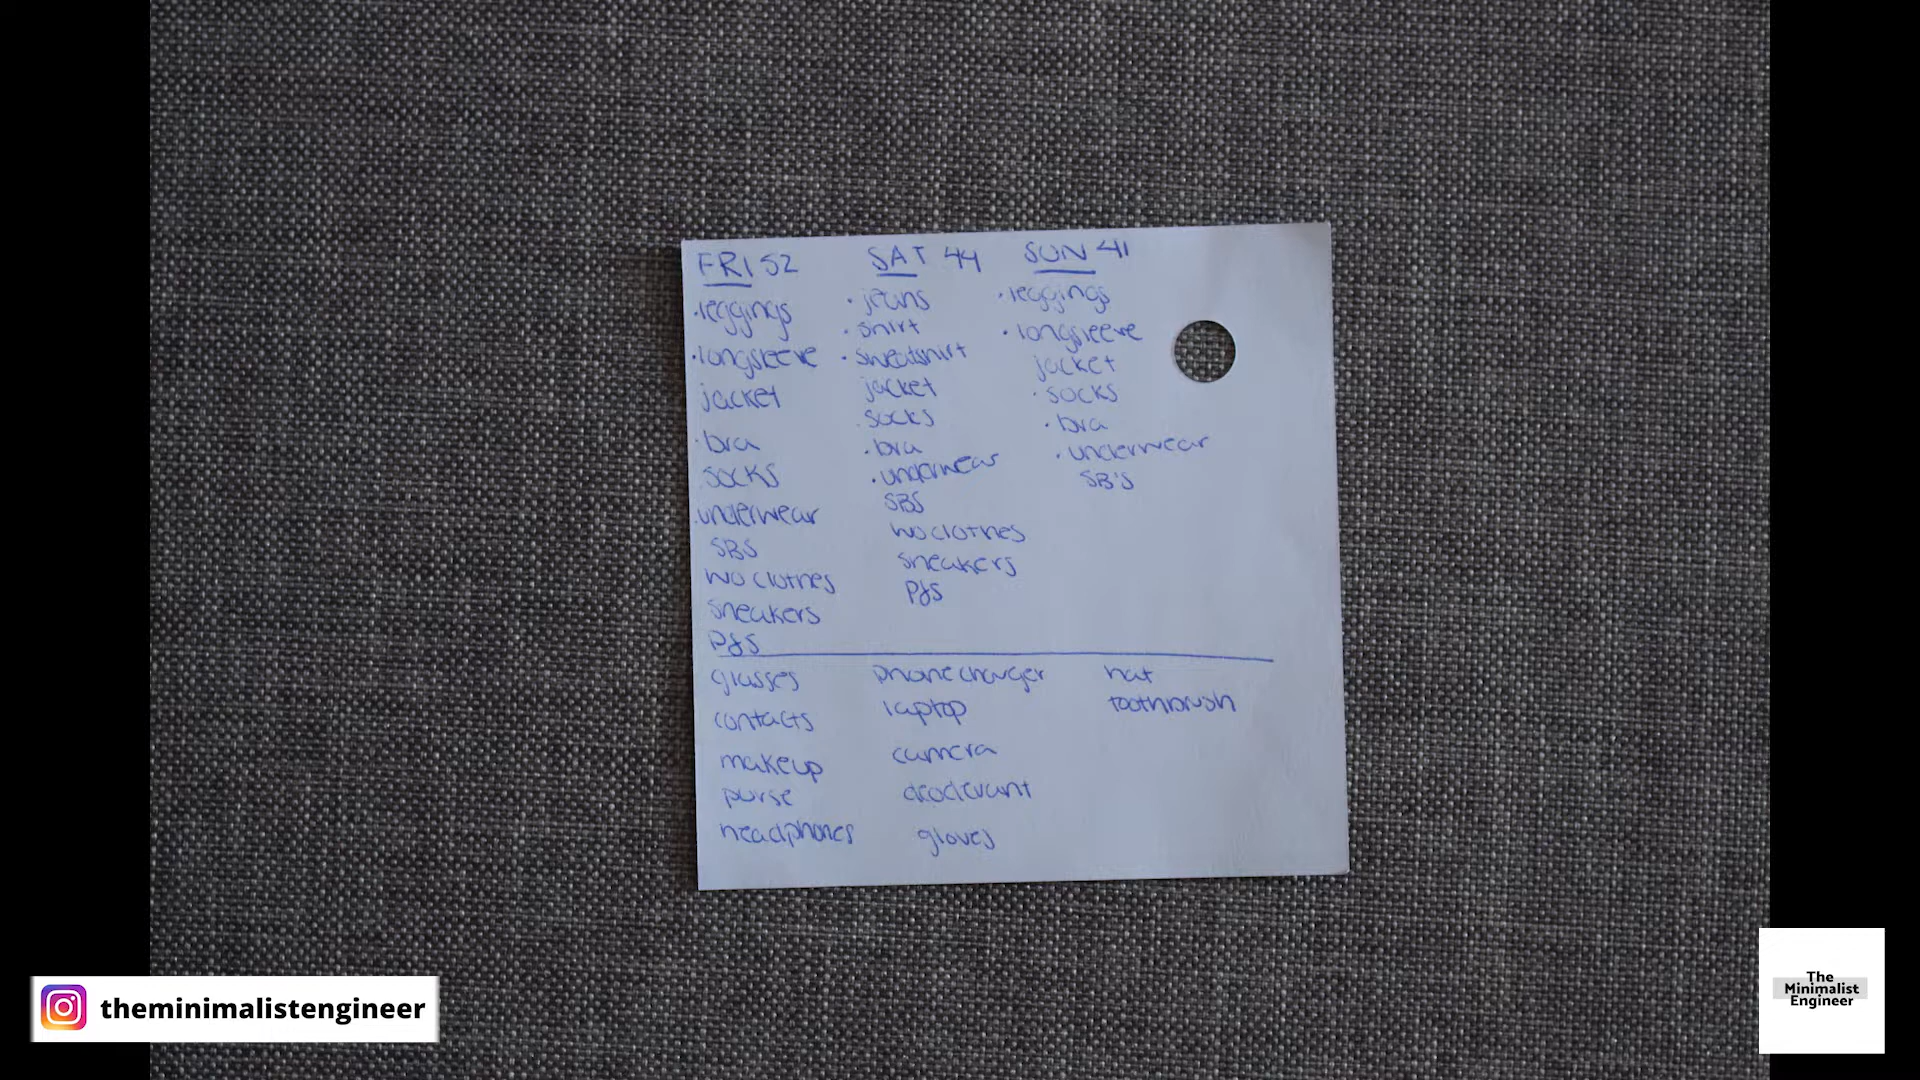 FRI 52
.leggings
.longsleeve
jacket
.bra
.socks
.underwear
SBS
wo clothes
sneakers
PJS
SAT 44
.jeans
.shirt
.sweatshirt
jacket
.socks
.bra
.underwear
SBS
wo clothes
sneakers
PJS
SUN 41
.leggings
.longsleeve
jacket
.socks
.bra
.underwear
SB'S
glasses
contacts
makeup
purse
headphones
phone charger
laptop
camera
deoderant
gloves
hat
toothbrush
theminimalistengineer
The
Minimalist
Engineer